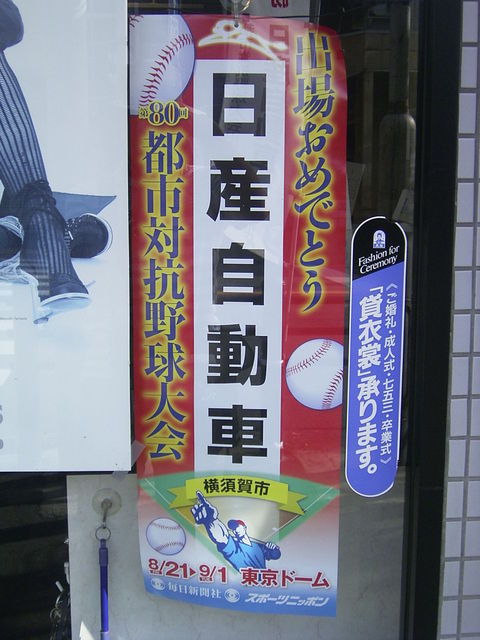 出場おめでとう
日産自動車
第80回
都市対抗野球大会
横須賀市
8/21▶9/1 東京ドーム
毎日新聞社 スポーツニッポン
Fashion for
Ceremony
《ご婚礼・成人式・七五三・卒業式》
「貸衣裳」承ります。